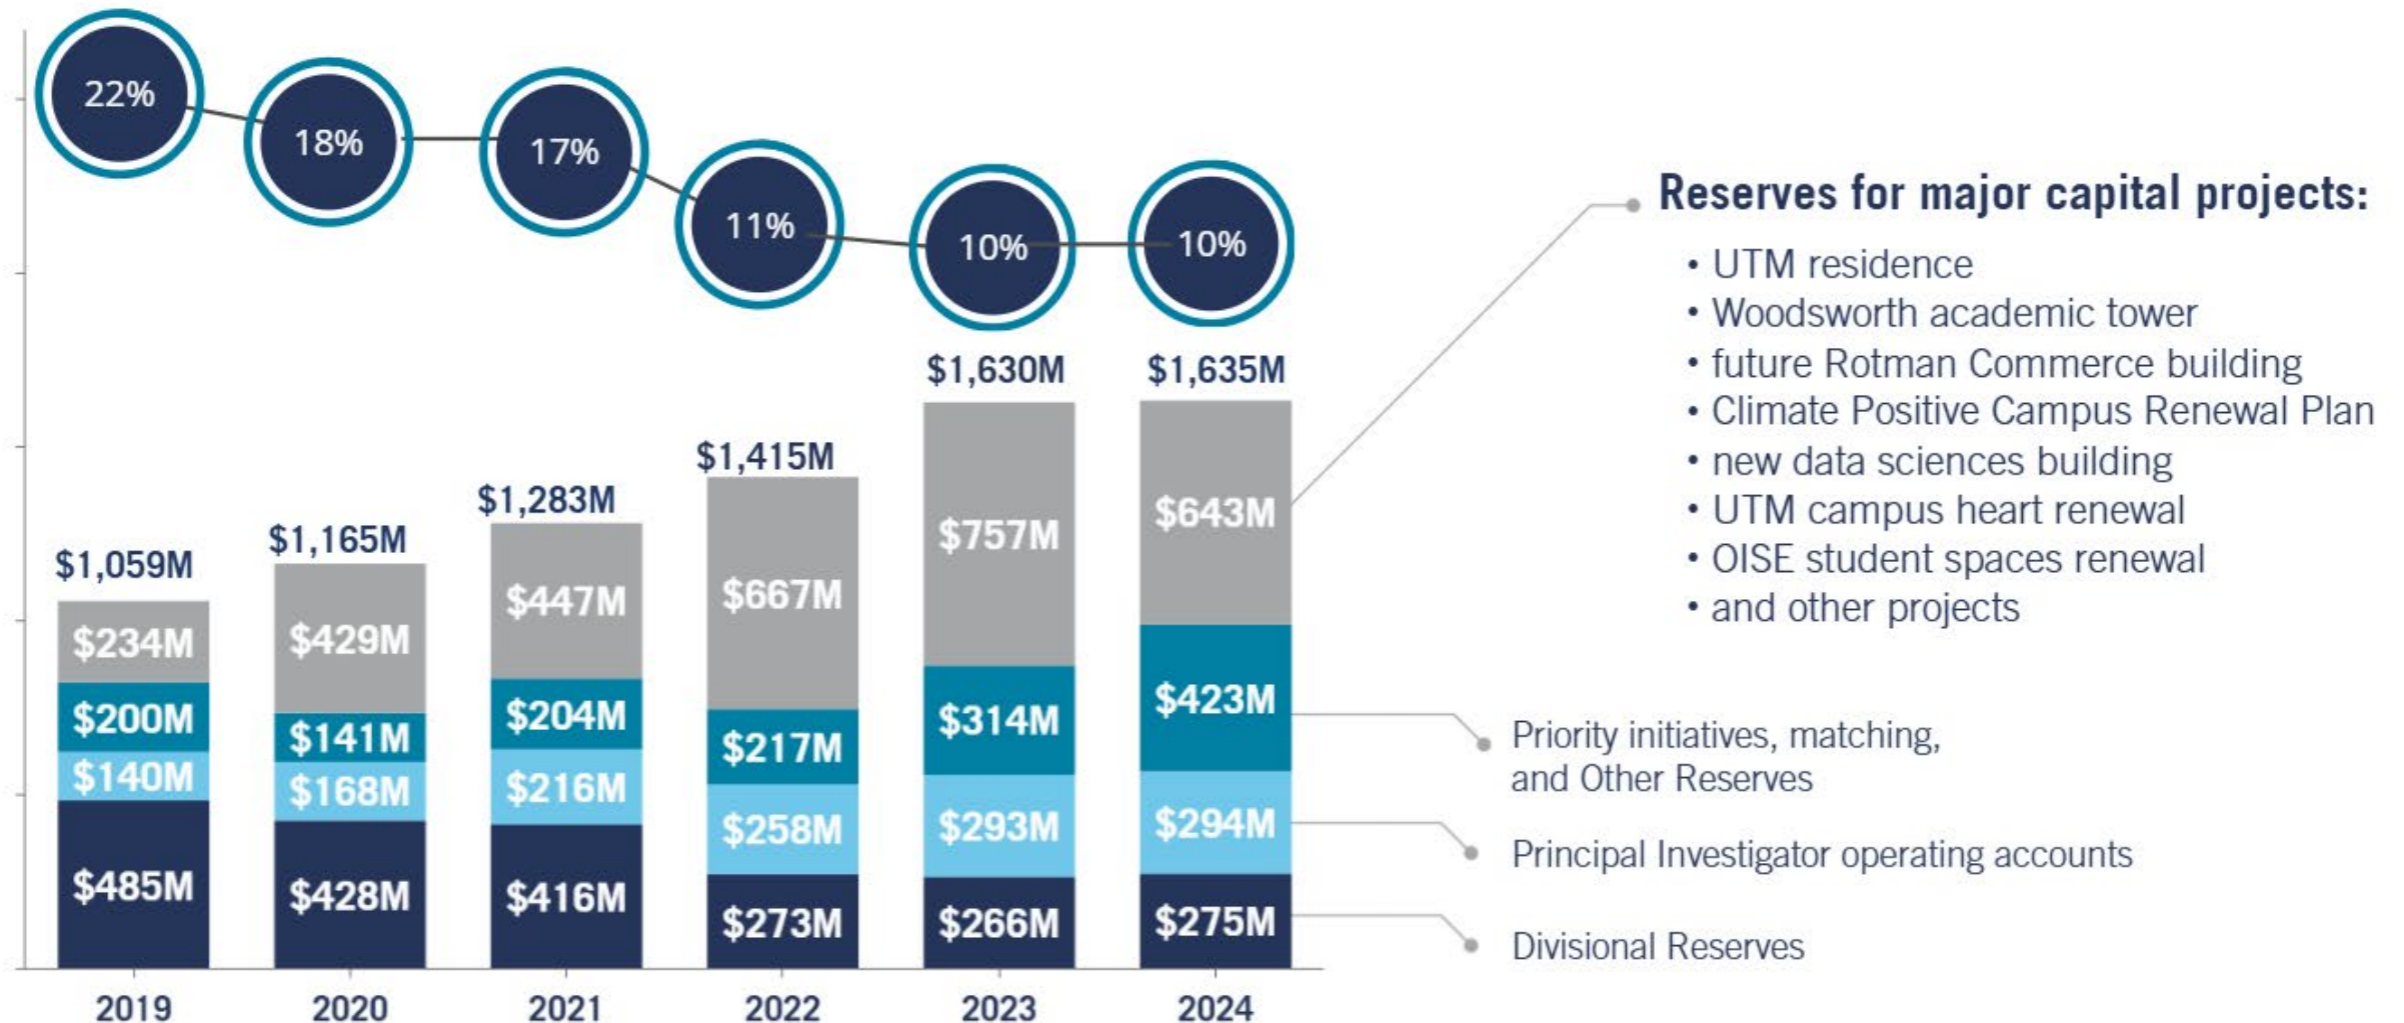 22%
18%
17%
11%
10%
10%
$1,059M
$1,165M
$1,283M
$1,415M
$1,630M
$1,635M
$234M
$429M
$447M
$667M
$757M
$643M
$200M
$141M
$204M
$217M
$314M
$423M
$140M
$168M
$216M
$258M
$293M
$294M
$485M
$428M
$416M
$273M
$266M
$275M
2019
2020
2021
2022
2023
2024
Reserves for major capital projects:
• UTM residence
• Woodsworth academic tower
• future Rotman Commerce building
• Climate Positive Campus Renewal Plan
• new data sciences building
• UTM campus heart renewal
• OISE student spaces renewal
• and other projects
Priority initiatives, matching,
and Other Reserves
Principal Investigator operating accounts
Divisional Reserves